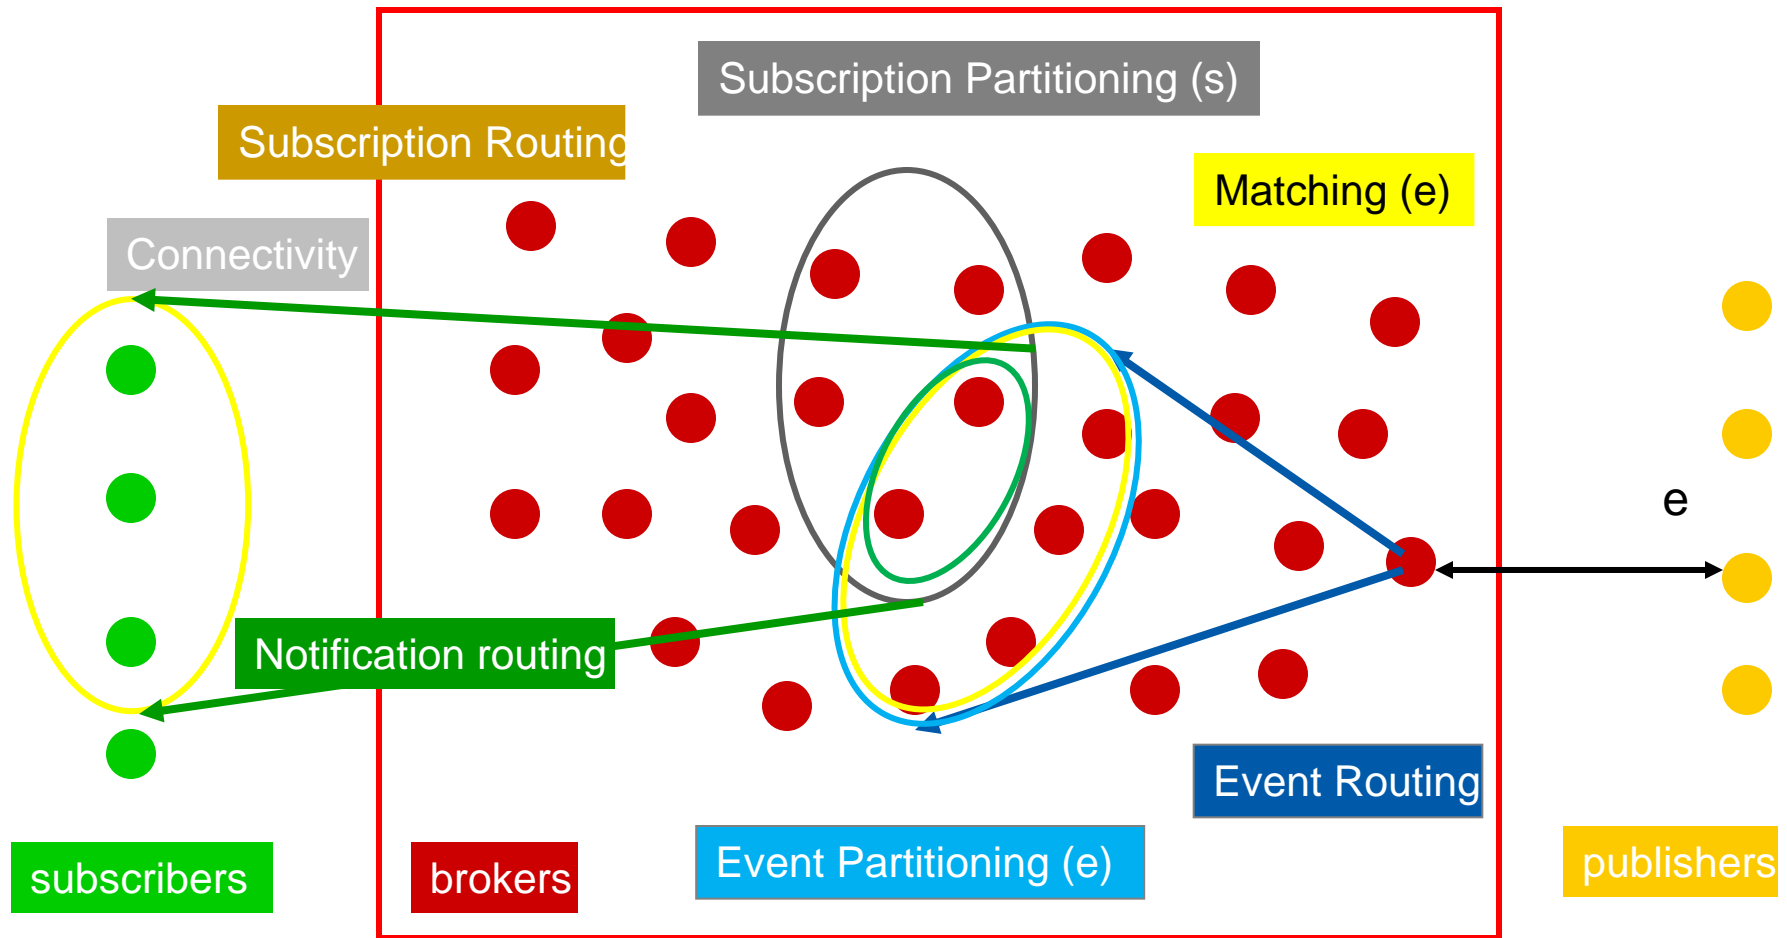 Subscription Partitioning (s)
Subscription Routing
Matching (e)
Connectivity
e
Notification routing
Event Routing
Event Partitioning (e)
subscribers
brokers
publishers